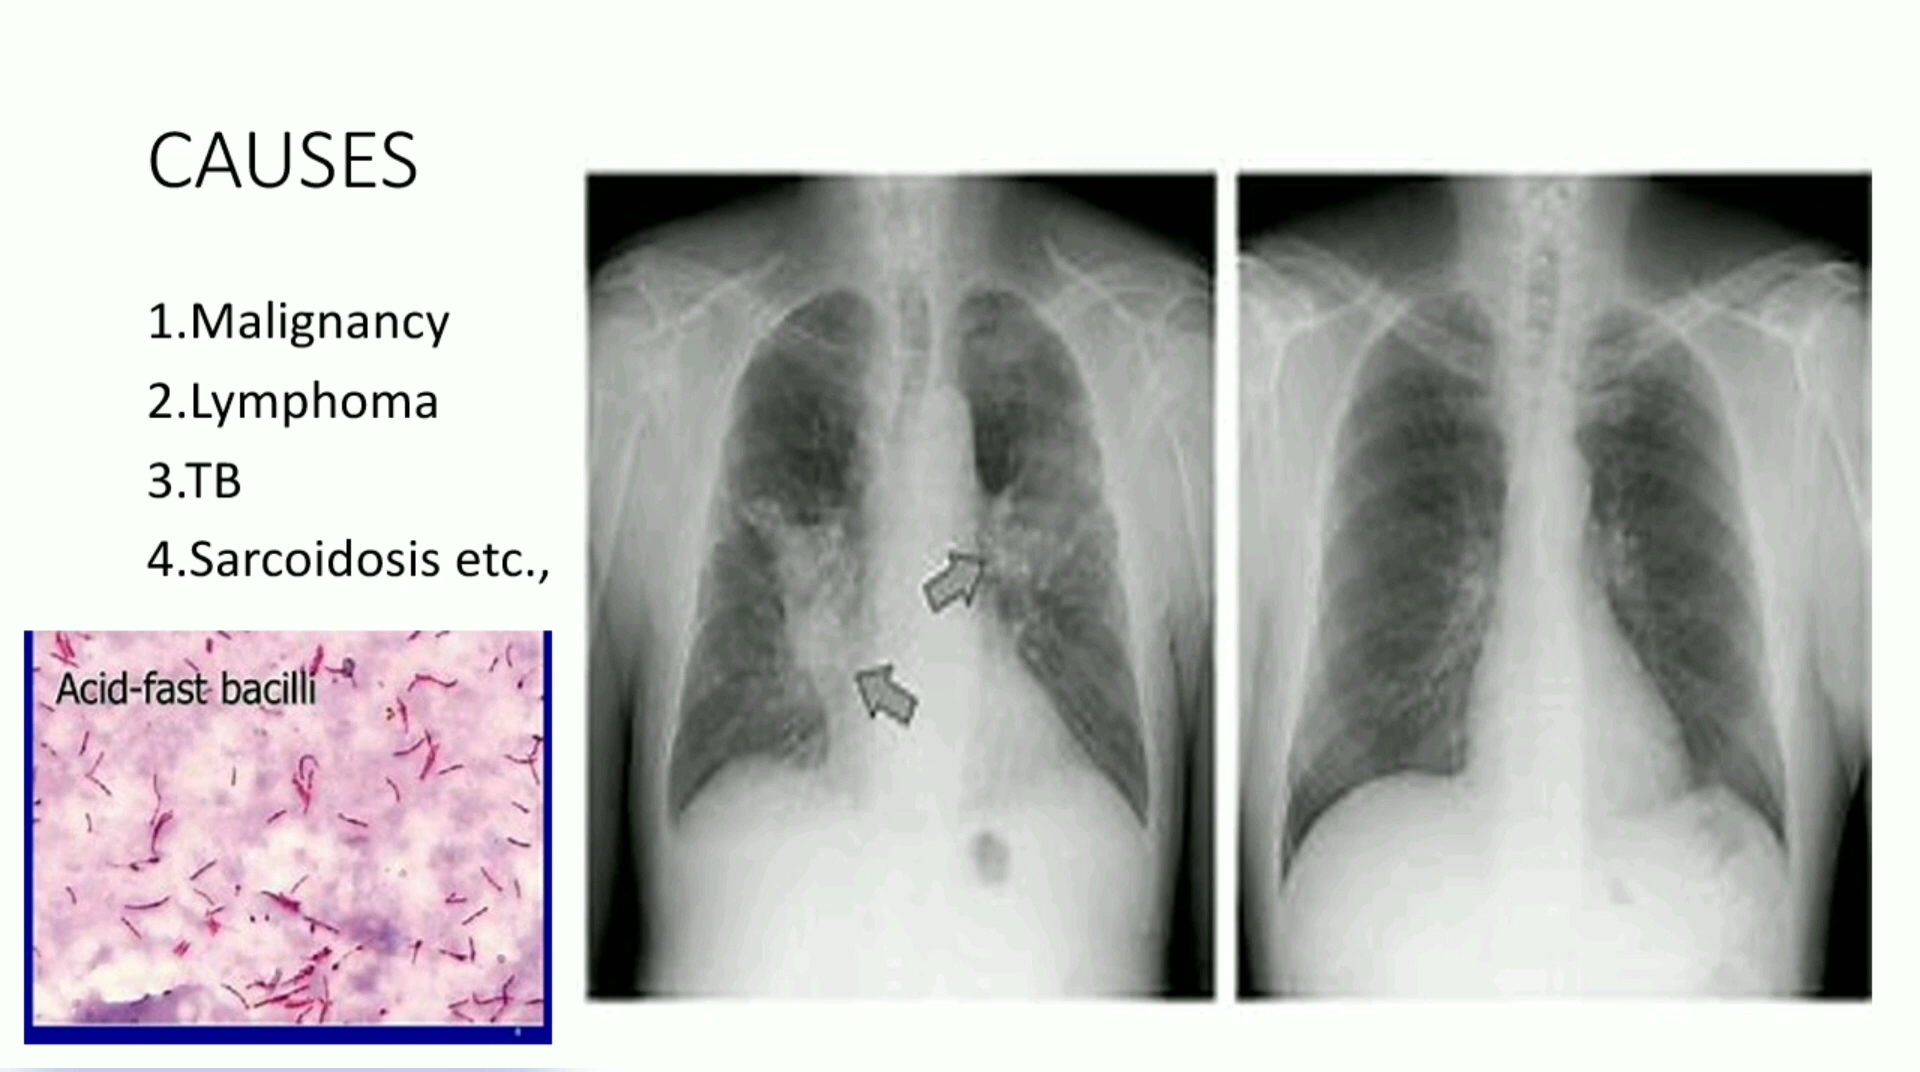 CAUSES
1.Malignancy
2.Lymphoma
3.TB
4.Sarcoidosis etc.,
Acid-fast bacilli